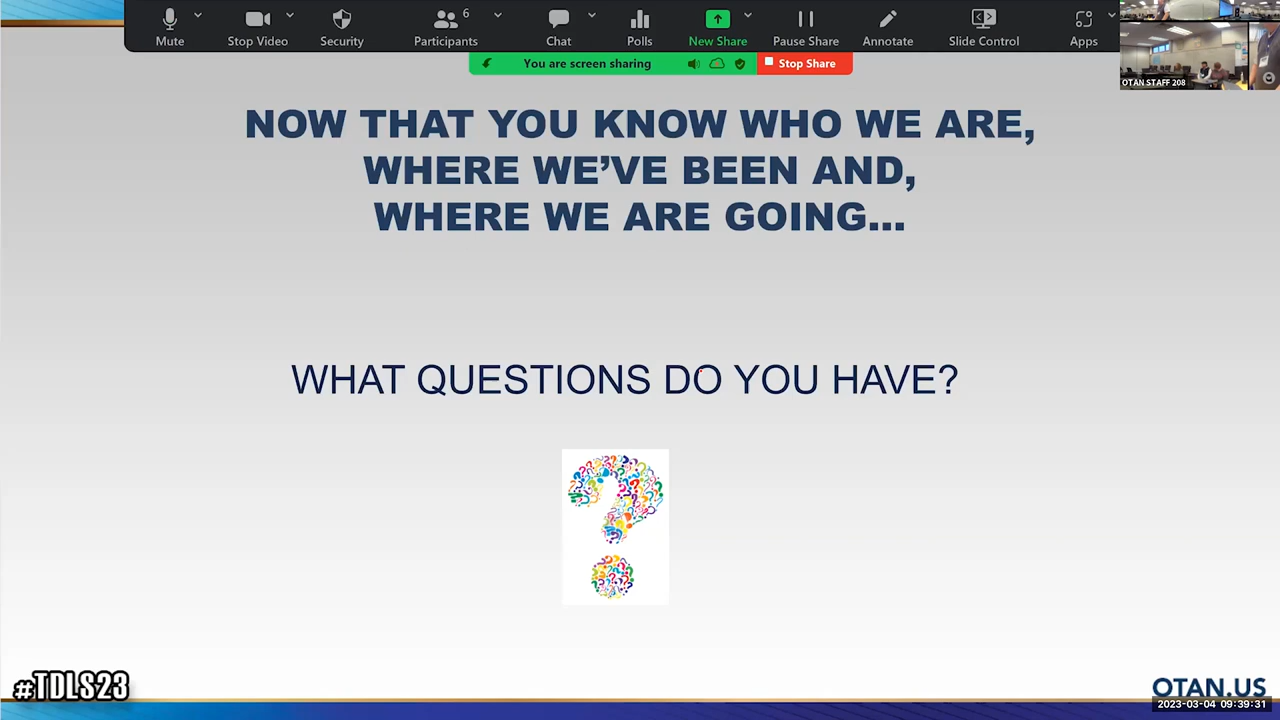 6
Mute
Stop Video
Security
Participants
Chat
Polls
New Share
Pause Share
Annotate
Slide Control
Apps
You are screen sharing
Stop Share
OTAN STAFF 208
NOW THAT YOU KNOW WHO WE ARE,
WHERE WE’VE BEEN AND,
WHERE WE ARE GOING...
WHAT QUESTIONS DO YOU HAVE?
#TDLS23
OTAN.US
2023-03-04 09:39:31